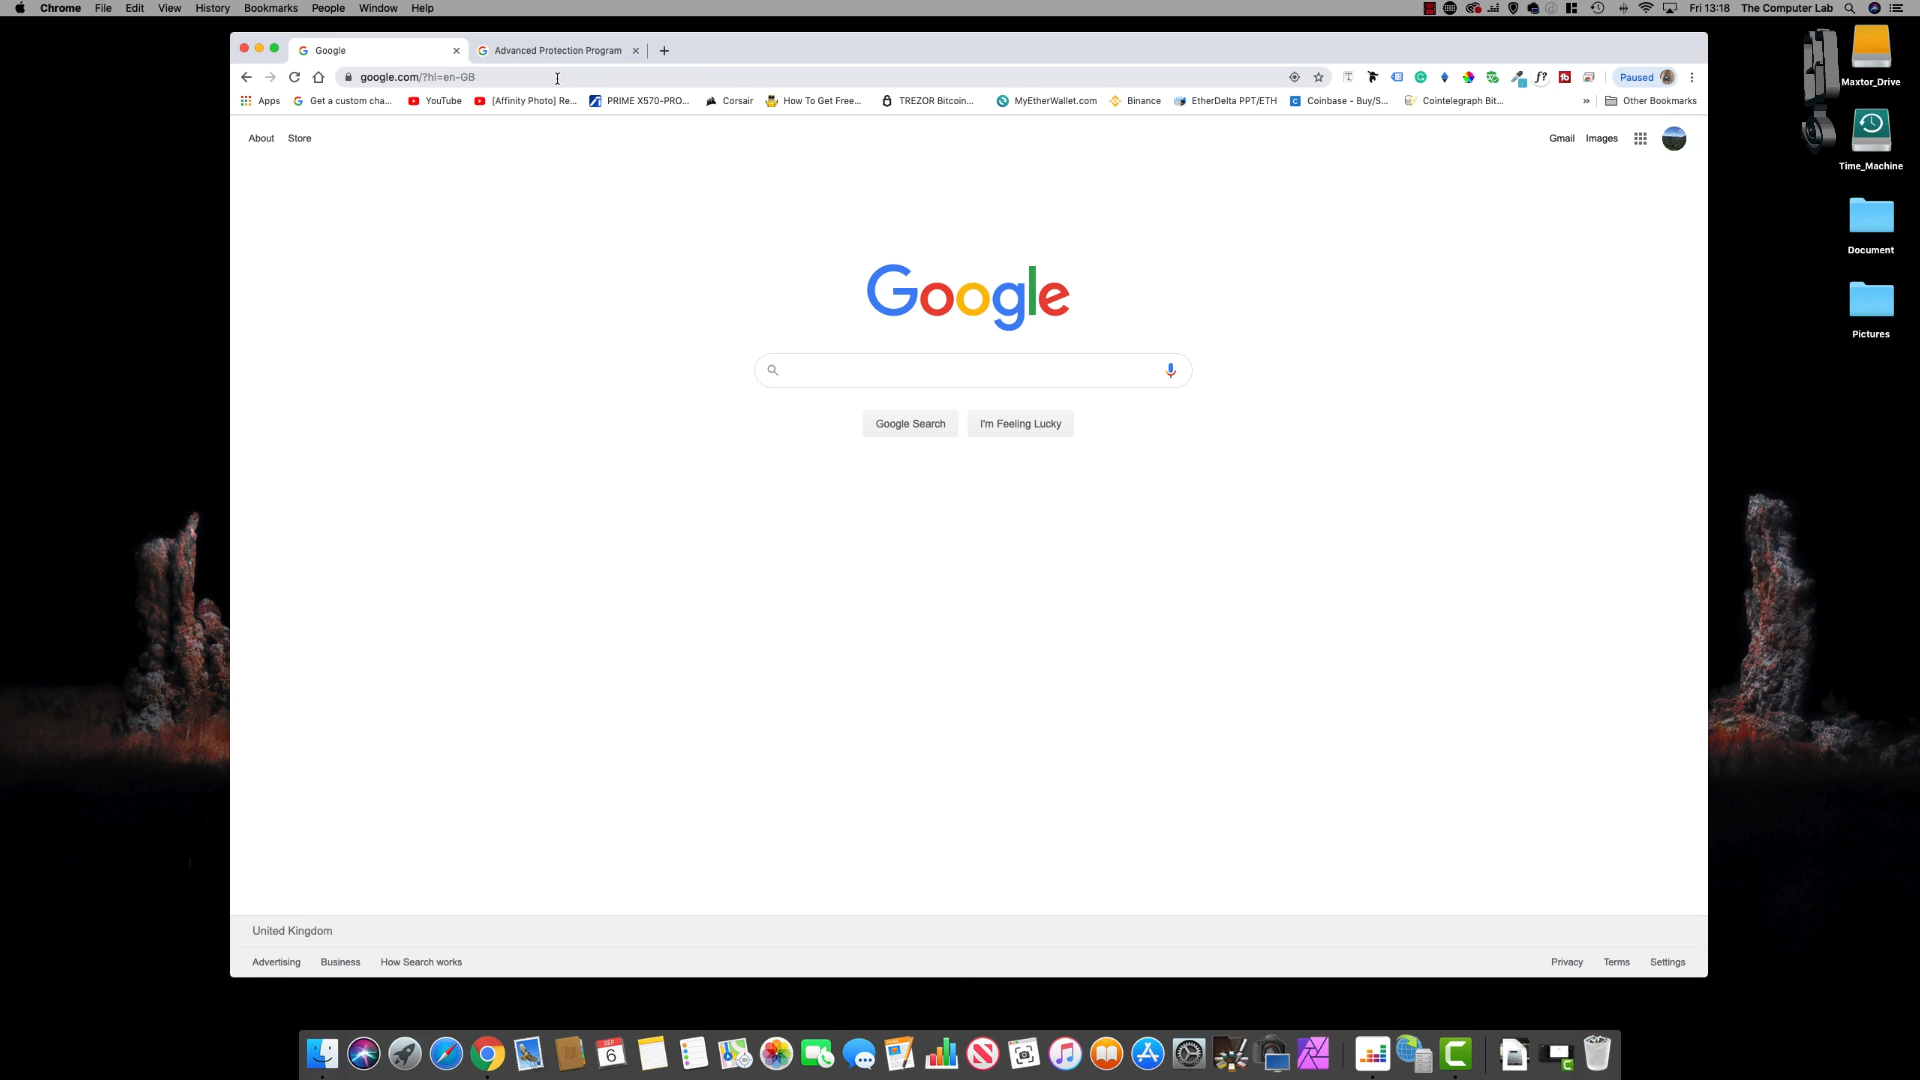 Chrome File Edit View History Bookmarks People Window Help
Fri 13:18 The Computer Lab
Google
Advanced Protection Program
google.com/?hl=en-GB
Paused
Apps
Get a custom cha...
YouTube
[Affinity Photo] Re...
PRIME X570-PRO...
Corsair
How To Get Free...
TREZOR Bitcoin...
MyEtherWallet.com
Binance
EtherDelta PPT/ETH
Coinbase - Buy/S...
Cointelegraph Bit...
»
Other Bookmarks
About Store
Gmail Images
Google
Google Search
I'm Feeling Lucky
United Kingdom
Advertising Business How Search works
Privacy Terms Settings
Maxtor_Drive
Time_Machine
Document
Pictures
SEP
6